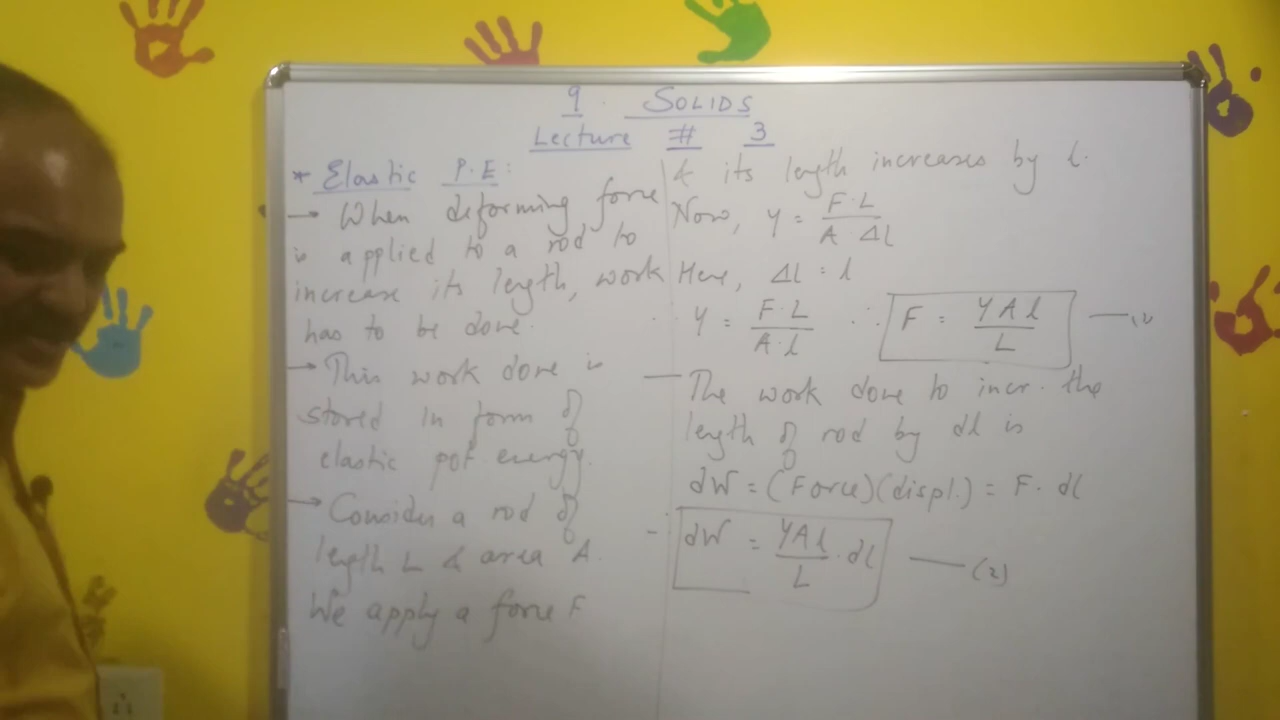 9. SOLIDS
Lecture # 3
* Elastic P.E:
→ When deforming force
is applied to a rod to
increase its length, work
has to be done.
→ This work done is
stored in form of
elastic pot energy.
→ Consider a rod of
length L & area A.
We apply a force F
& its length increases by l.
Now, Y = F·L / A Δl
Here, Δl = l
∴ Y = F·L / A·l ∴ F = YAl / L — (1)
— The work done to incr. the
length of rod by dl is
dW = (Force)(displ.) = F. dl
∴ dW = YAl / L · dl — (2)